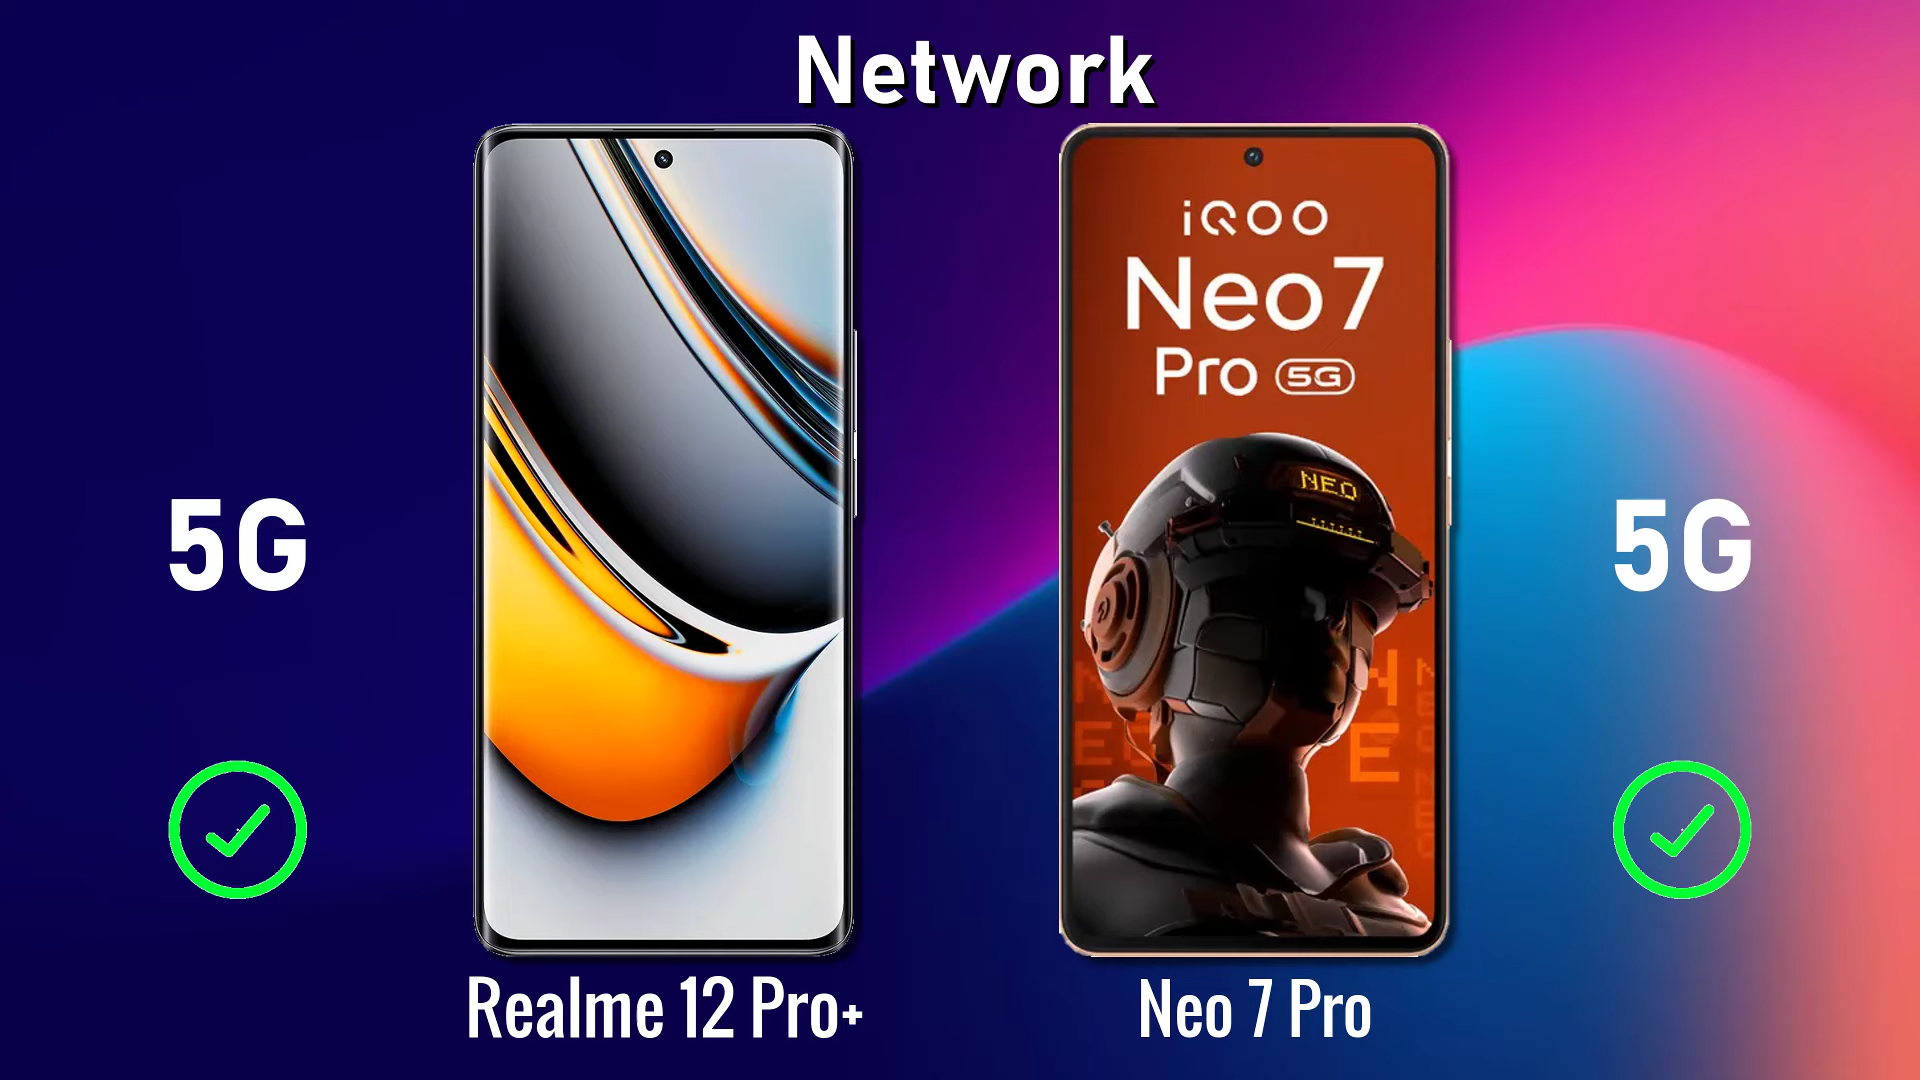 Network
iQOO
Neo7
Pro 5G
NEO
5G
5G
N
E
Realme 12 Pro+
Neo 7 Pro